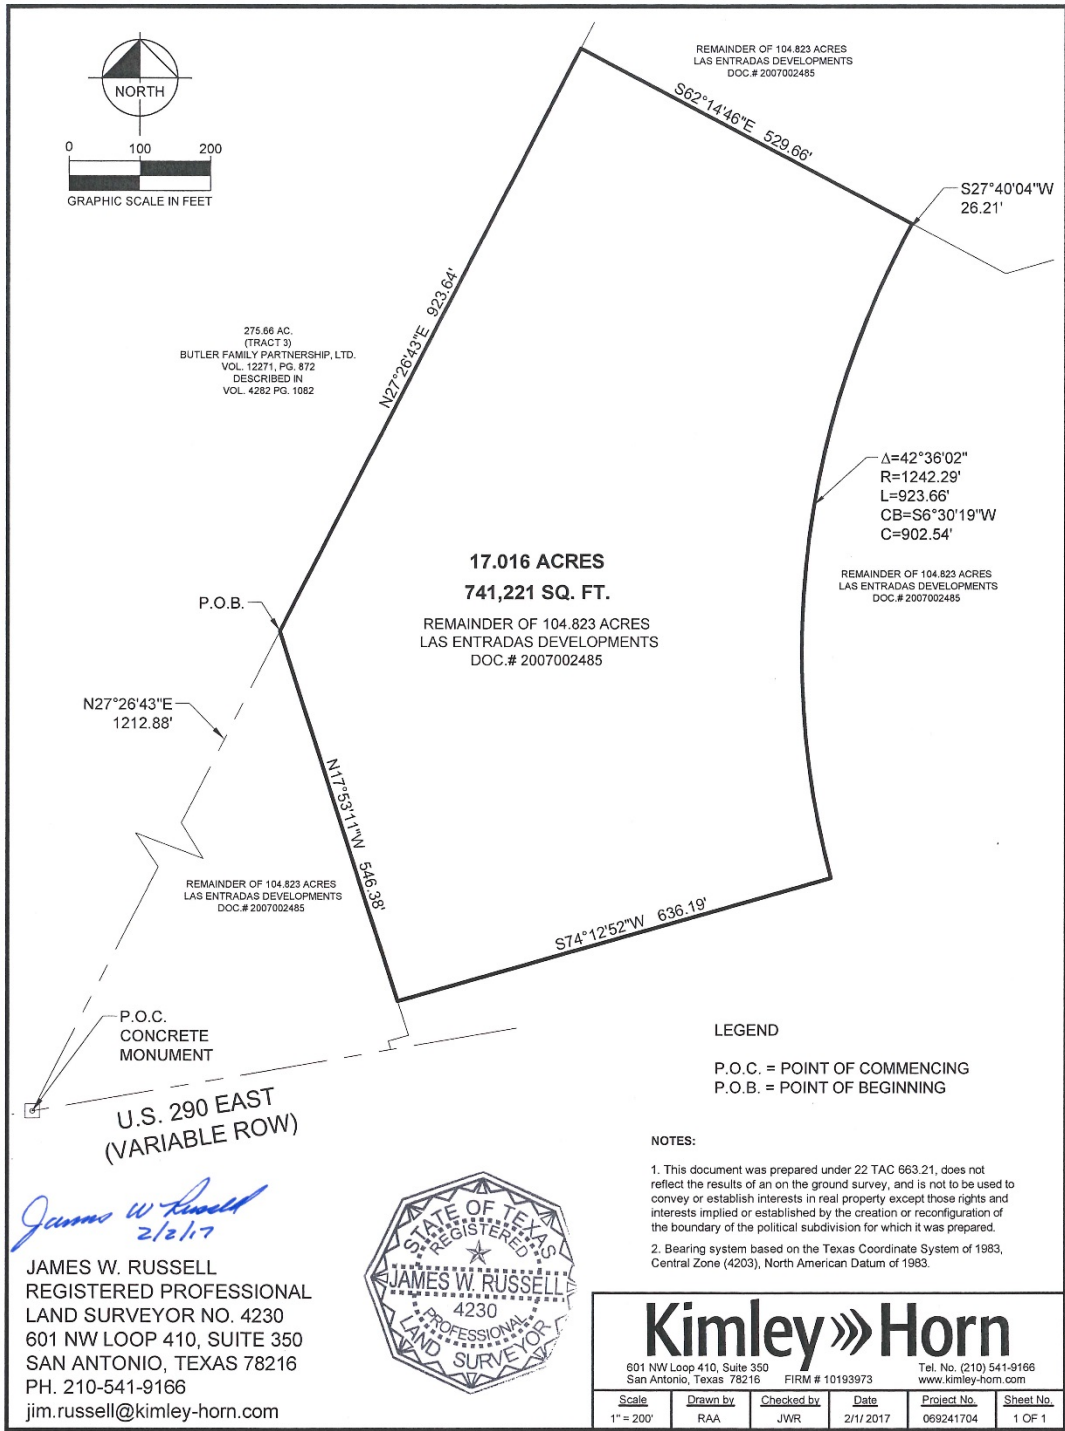 NORTH
0 100 200
GRAPHIC SCALE IN FEET
REMAINDER OF 104.823 ACRES
LAS ENTRADAS DEVELOPMENTS
DOC.# 2007002485
S62°14'46"E 529.66'
S27°40'04"W
26.21'
N27°26'43"E 923.64'
275.66 AC.
(TRACT 3)
BUTLER FAMILY PARTNERSHIP, LTD.
VOL. 12271, PG. 872
DESCRIBED IN
VOL. 4282 PG. 1082
Δ=42°36'02"
R=1242.29'
L=923.66'
CB=S6°30'19"W
C=902.54'
REMAINDER OF 104.823 ACRES
LAS ENTRADAS DEVELOPMENTS
DOC.# 2007002485
17.016 ACRES
741,221 SQ. FT.
REMAINDER OF 104.823 ACRES
LAS ENTRADAS DEVELOPMENTS
DOC.# 2007002485
P.O.B.
N27°26'43"E
1212.88'
N17°53'11"W 546.38'
REMAINDER OF 104.823 ACRES
LAS ENTRADAS DEVELOPMENTS
DOC.# 2007002485
S74°12'52"W 636.19'
P.O.C.
CONCRETE
MONUMENT
U.S. 290 EAST
(VARIABLE ROW)
LEGEND
P.O.C. = POINT OF COMMENCING
P.O.B. = POINT OF BEGINNING
NOTES:
1. This document was prepared under 22 TAC 663.21, does not
reflect the results of an on the ground survey, and is not to be used to
convey or establish interests in real property except those rights and
interests implied or established by the creation or reconfiguration of
the boundary of the political subdivision for which it was prepared.
2. Bearing system based on the Texas Coordinate System of 1983,
Central Zone (4203), North American Datum of 1983.
James W Russell
2/2/17
JAMES W. RUSSELL
REGISTERED PROFESSIONAL
LAND SURVEYOR NO. 4230
601 NW LOOP 410, SUITE 350
SAN ANTONIO, TEXAS 78216
PH. 210-541-9166
jim.russell@kimley-horn.com
STATE OF TEXAS
REGISTERED
JAMES W. RUSSELL
4230
PROFESSIONAL
LAND SURVEYOR
Kimley»Horn
601 NW Loop 410, Suite 350
San Antonio, Texas 78216 FIRM # 10193973
Tel. No. (210) 541-9166
www.kimley-horn.com
Scale Drawn by Checked by Date Project No. Sheet No.
1" = 200' RAA JWR 2/1/ 2017 069241704 1 OF 1